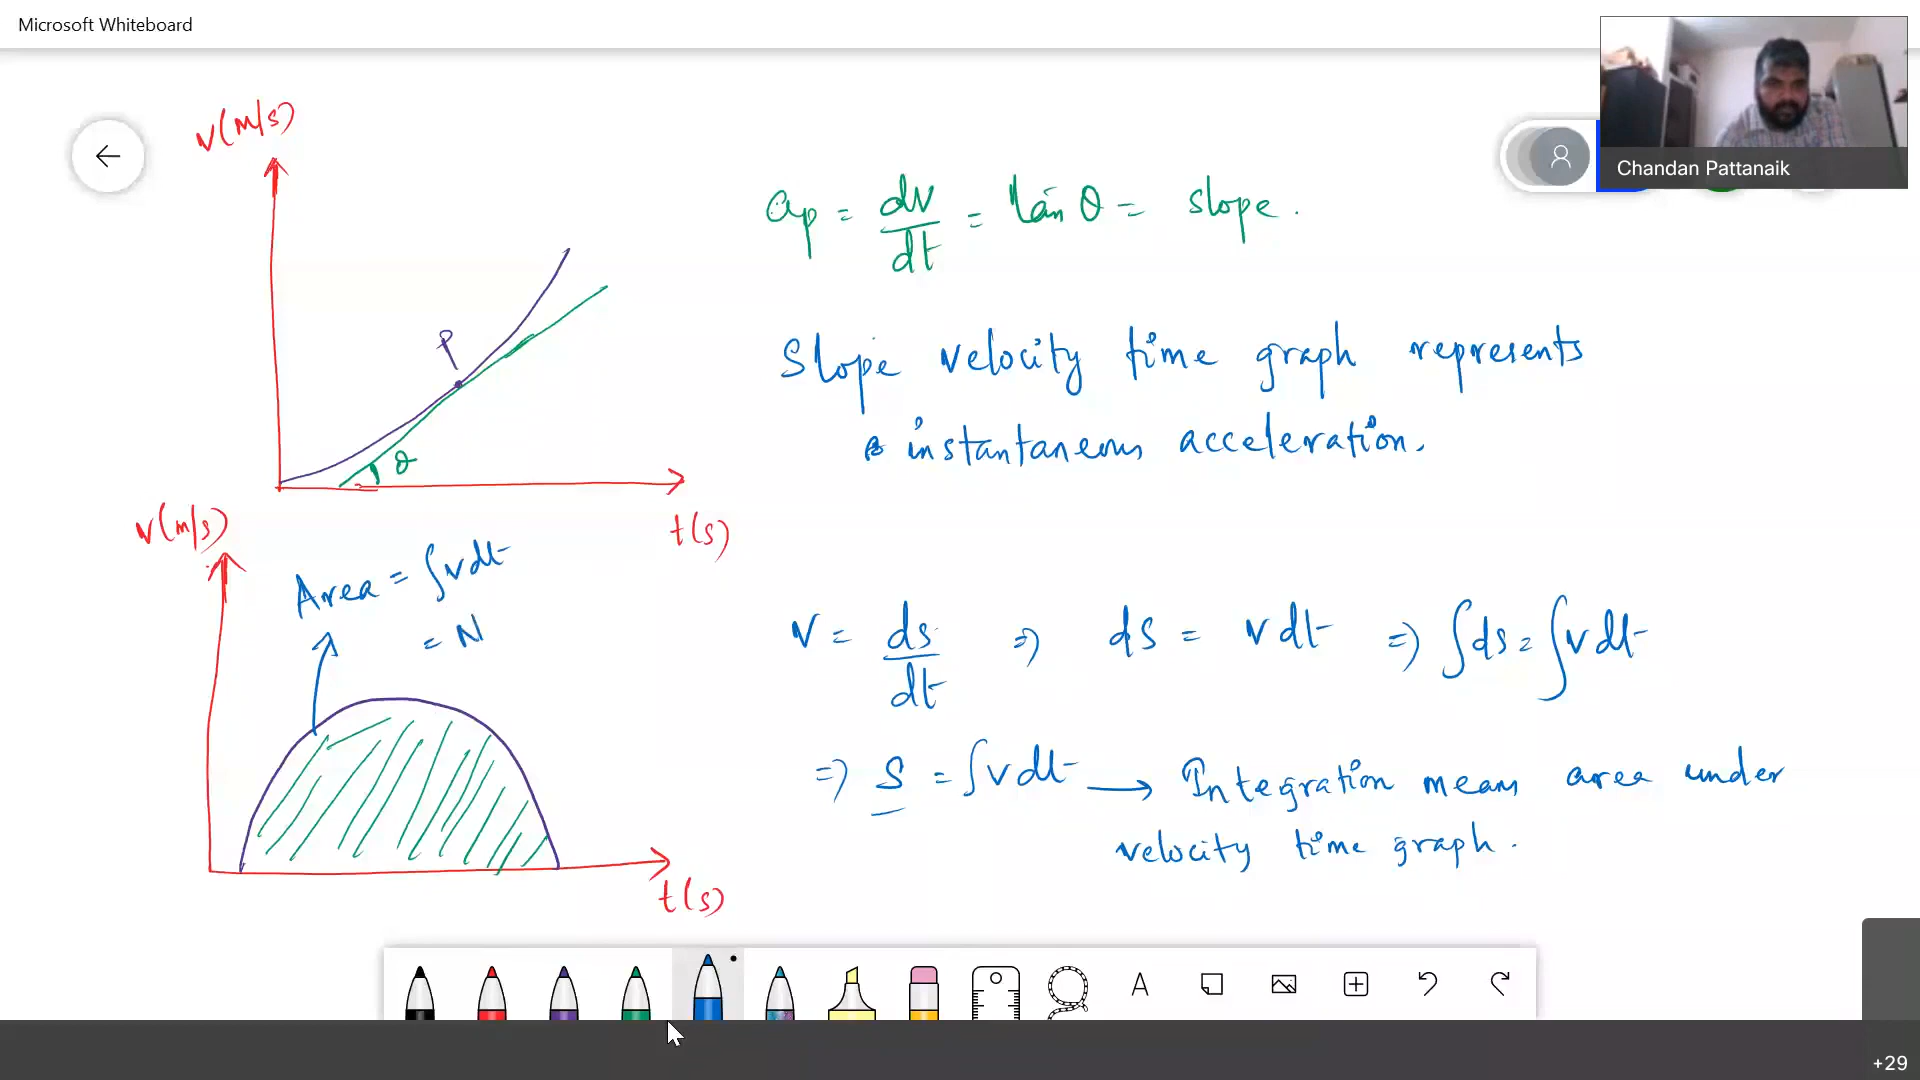 Microsoft Whiteboard
Chandan Pattanaik
v(m/s)
P
θ
t(s)
ap = dv/dt = tan θ = slope.
Slope velocity time graph represents
instantaneous acceleration.
v(m/s)
Area = ∫vdt
= N
t(s)
v = ds/dt => ds = vdt => ∫ds = ∫vdt
=> S = ∫vdt → Integration means area under
velocity time graph.
A
+29